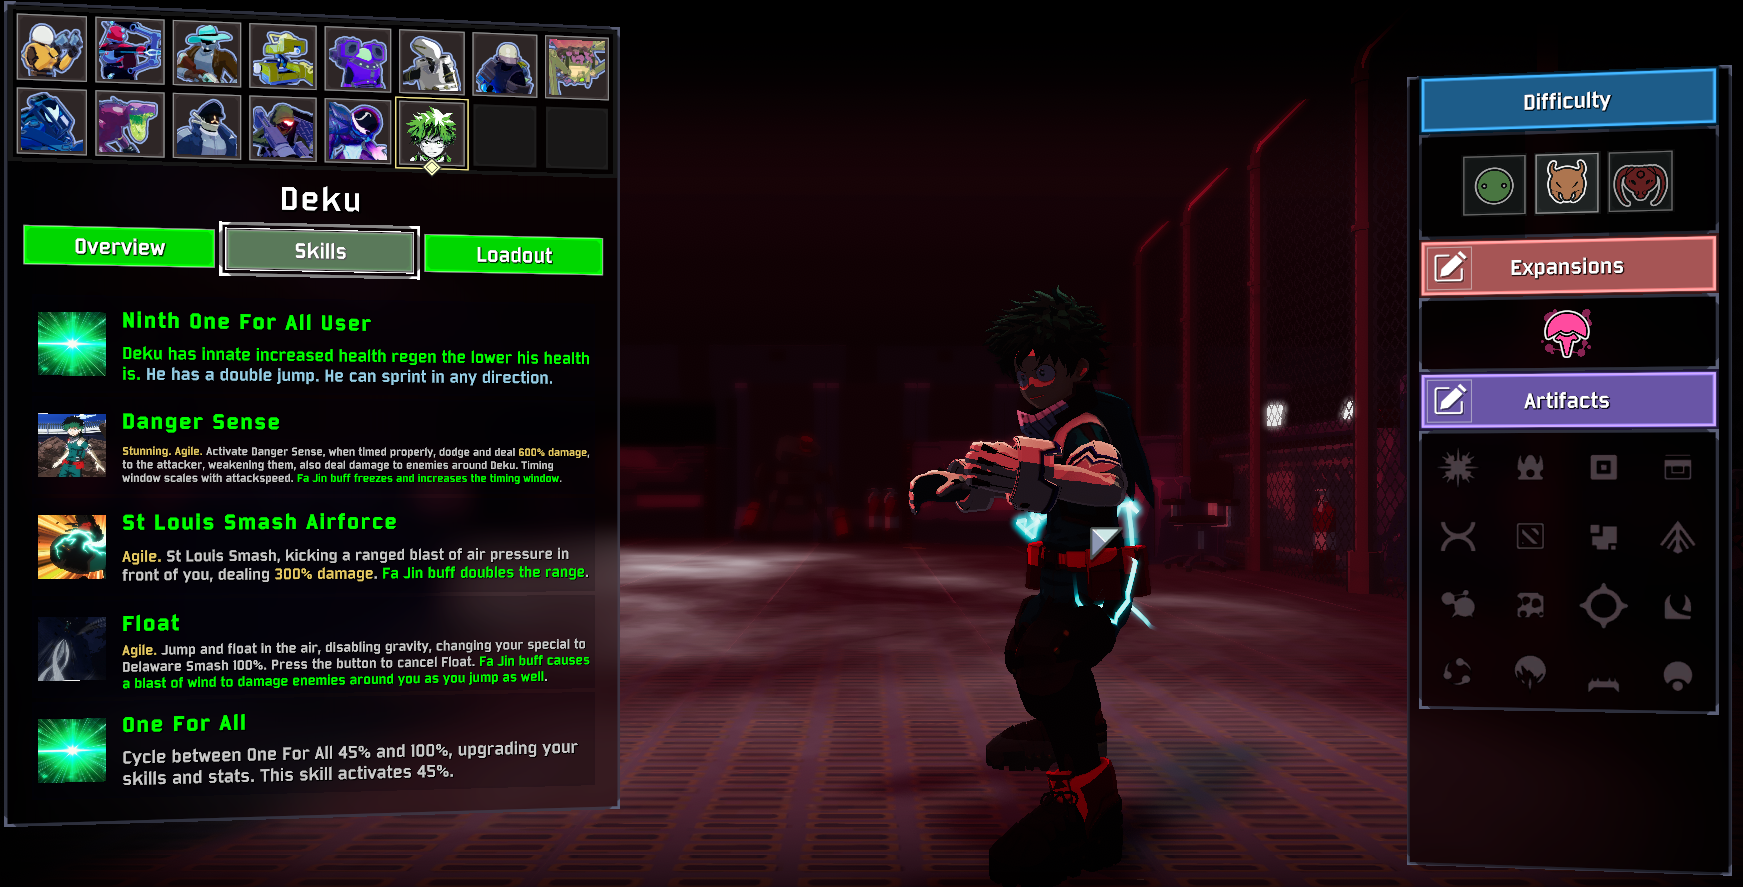 Deku
Overview
Skills
Loadout
Ninth One For All User
Deku has innate increased health regen the lower his health
is. He has a double jump. He can sprint in any direction.
Danger Sense
Stunning. Agile. Activate Danger Sense, when timed properly, dodge and deal 600% damage,
to the attacker, weakening them, also deal damage to enemies around Deku. Timing
window scales with attackspeed. Fa Jin buff freezes and increases the timing window.
St Louis Smash Airforce
Agile. St Louis Smash, kicking a ranged blast of air pressure in
front of you, dealing 300% damage. Fa Jin buff doubles the range.
Float
Agile. Jump and float in the air, disabling gravity, changing your special to
Delaware Smash 100%. Press the button to cancel Float. Fa Jin buff causes
a blast of wind to damage enemies around you as you jump as well.
One For All
Cycle between One For All 45% and 100%, upgrading your
skills and stats. This skill activates 45%.
Difficulty
Expansions
Artifacts